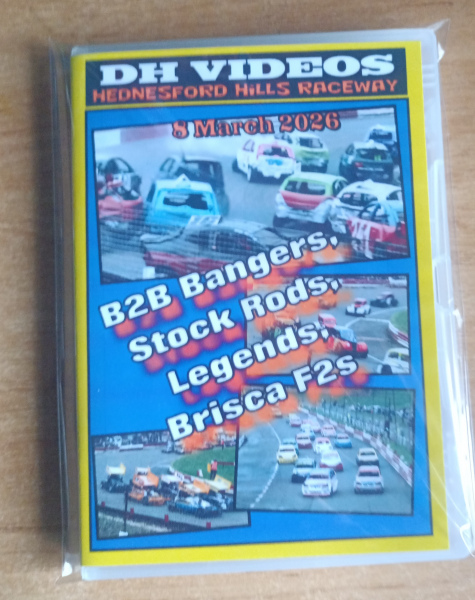 DH VIDEOS
HEDNESFORD HILLS RACEWAY
8 March 2026
B2B Bangers,
Stock Rods,
Legends,
Brisca F2s